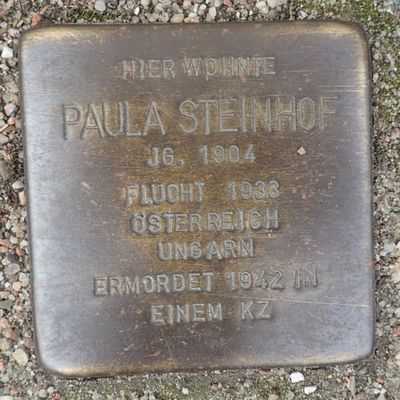 HIER WOHNTE
PAULA STEINHOF
JG. 1904
FLUCHT 1933
ÖSTERREICH
UNGARN
ERMORDET 1942 IN
EINEM KZ